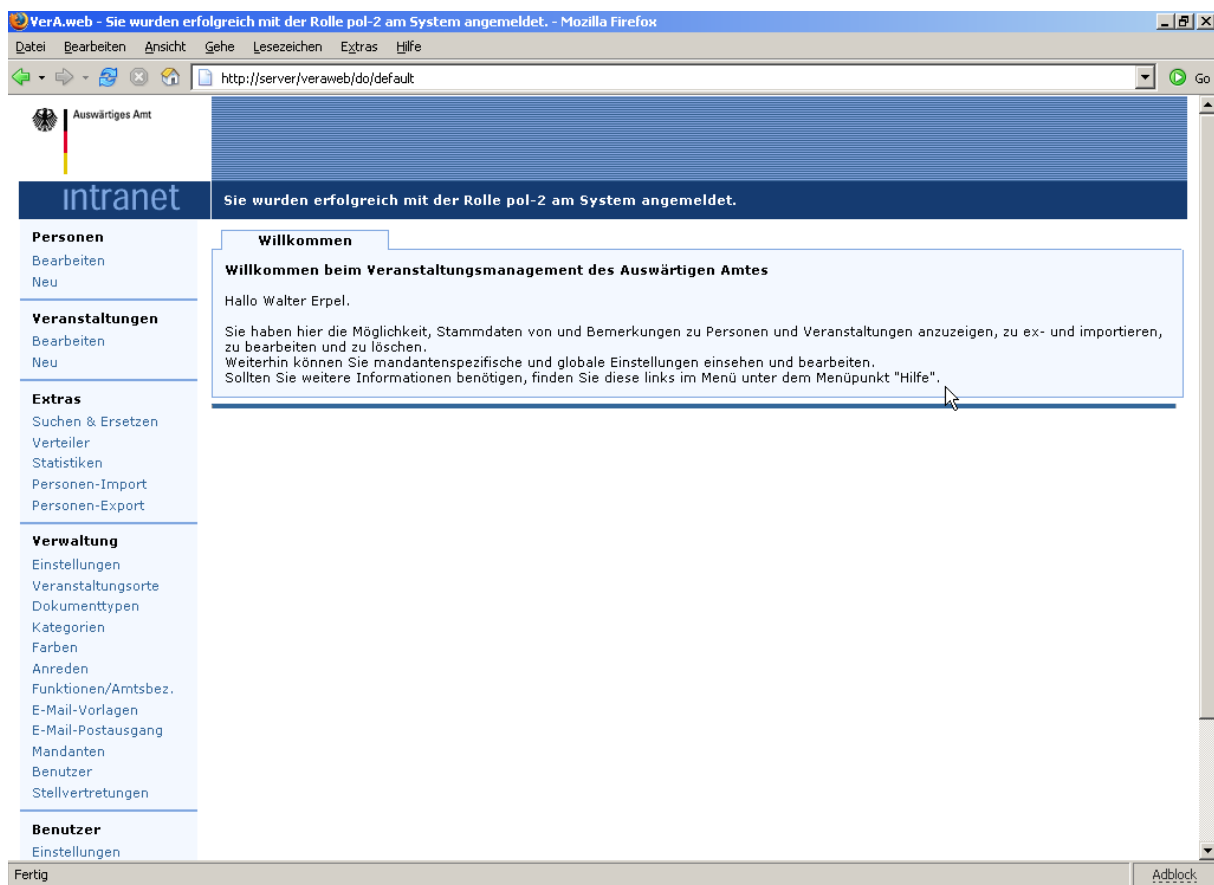 VerA.web - Sie wurden erfolgreich mit der Rolle pol-2 am System angemeldet. - Mozilla Firefox
Datei Bearbeiten Ansicht Gehe Lesezeichen Extras Hilfe
http://server/veraweb/do/default
Go
Auswärtiges Amt
intranet
Sie wurden erfolgreich mit der Rolle pol-2 am System angemeldet.
Personen
Bearbeiten
Neu
Veranstaltungen
Bearbeiten
Neu
Extras
Suchen & Ersetzen
Verteiler
Statistiken
Personen-Import
Personen-Export
Verwaltung
Einstellungen
Veranstaltungsorte
Dokumenttypen
Kategorien
Farben
Anreden
Funktionen/Amtsbez.
E-Mail-Vorlagen
E-Mail-Postausgang
Mandanten
Benutzer
Stellvertretungen
Benutzer
Einstellungen
Willkommen
Willkommen beim Veranstaltungsmanagement des Auswärtigen Amtes
Hallo Walter Erpel.
Sie haben hier die Möglichkeit, Stammdaten von und Bemerkungen zu Personen und Veranstaltungen anzuzeigen, zu ex- und importieren,
zu bearbeiten und zu löschen.
Weiterhin können Sie mandantenspezifische und globale Einstellungen einsehen und bearbeiten.
Sollten Sie weitere Informationen benötigen, finden Sie diese links im Menü unter dem Menüpunkt "Hilfe".
Fertig
Adblock